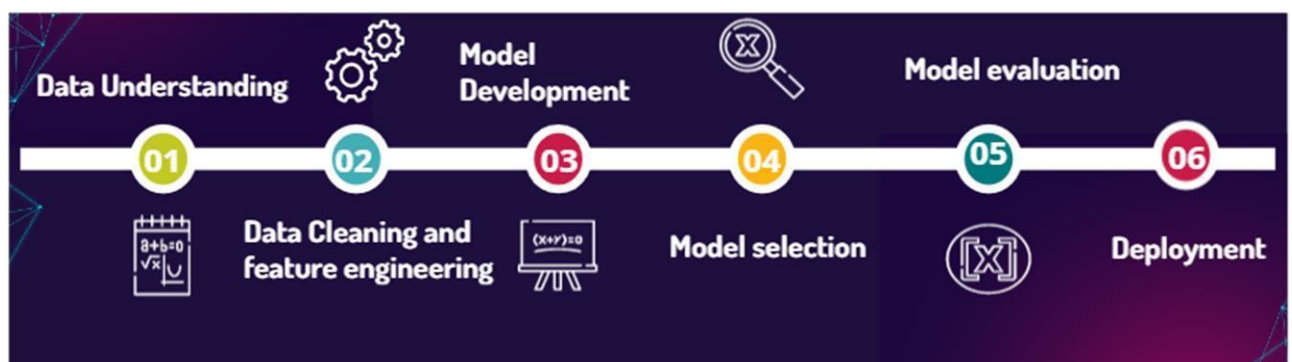 Data Understanding
01
02
Data Cleaning and
feature engineering
Model
Development
03
04
Model selection
Model evaluation
05
06
Deployment
a+b=0
√x
(x+y)=0
X
[X]